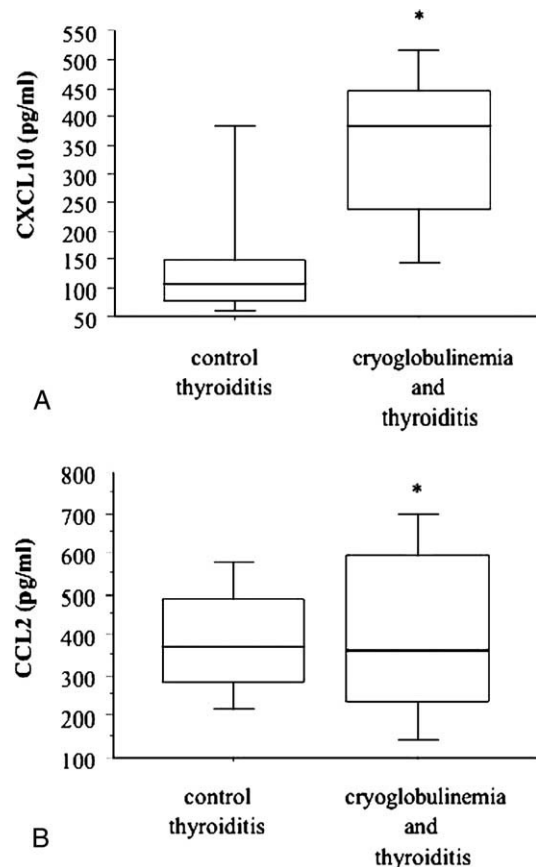 *
550
500
450
400
350
300
250
200
150
100
50
CXCL10 (pg/ml)
control
thyroiditis
cryoglobulinemia
and
thyroiditis
A
*
800
700
600
500
400
300
200
100
CCL2 (pg/ml)
control
thyroiditis
cryoglobulinemia
and
thyroiditis
B